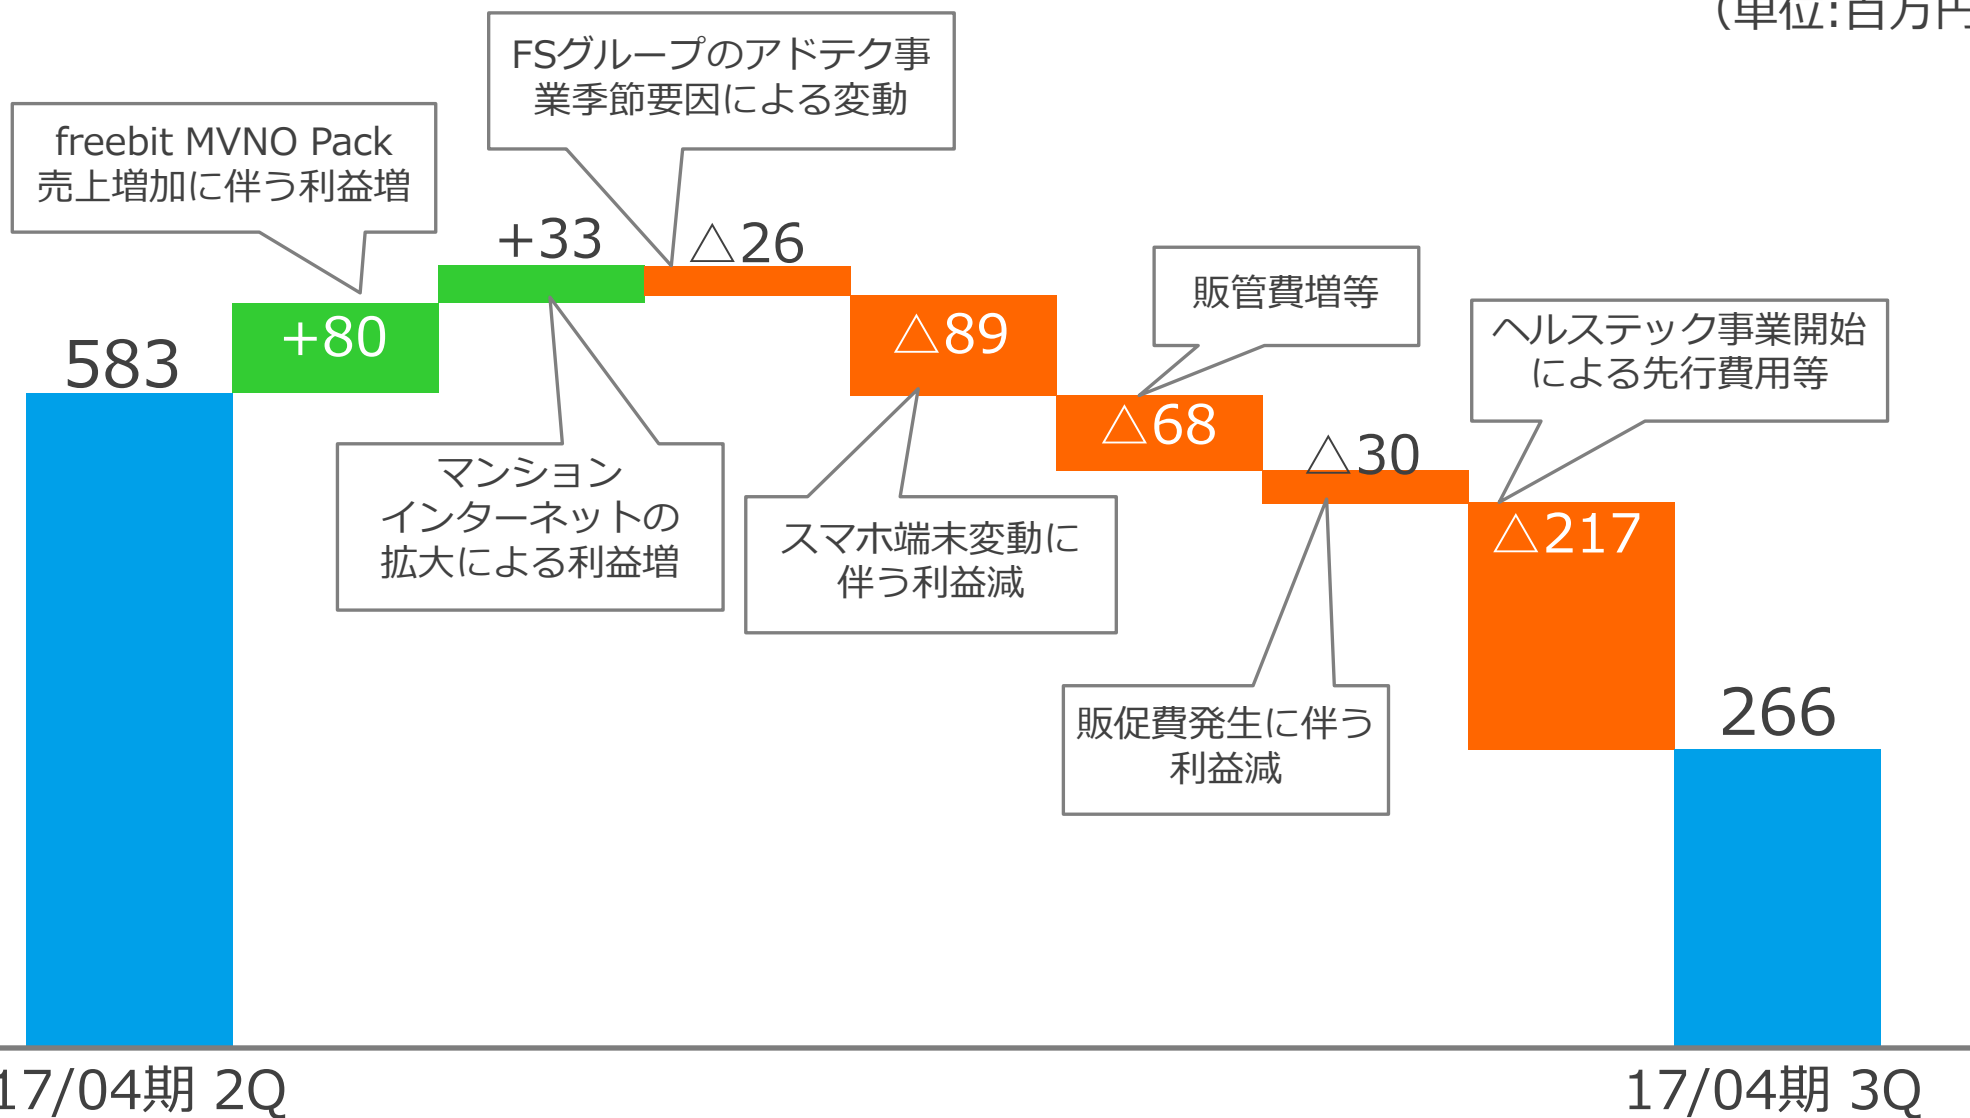 (単位:百万円
FSグループのアドテク事
業季節要因による変動
freebit MVNO Pack
売上増加に伴う利益増
+33
△26
583
+80
△89
販管費増等
ヘルステック事業開始
による先行費用等
△68
△30
マンション
インターネットの
拡大による利益増
スマホ端末変動に
伴う利益減
△217
販促費発生に伴う
利益減
266
17/04期 2Q
17/04期 3Q